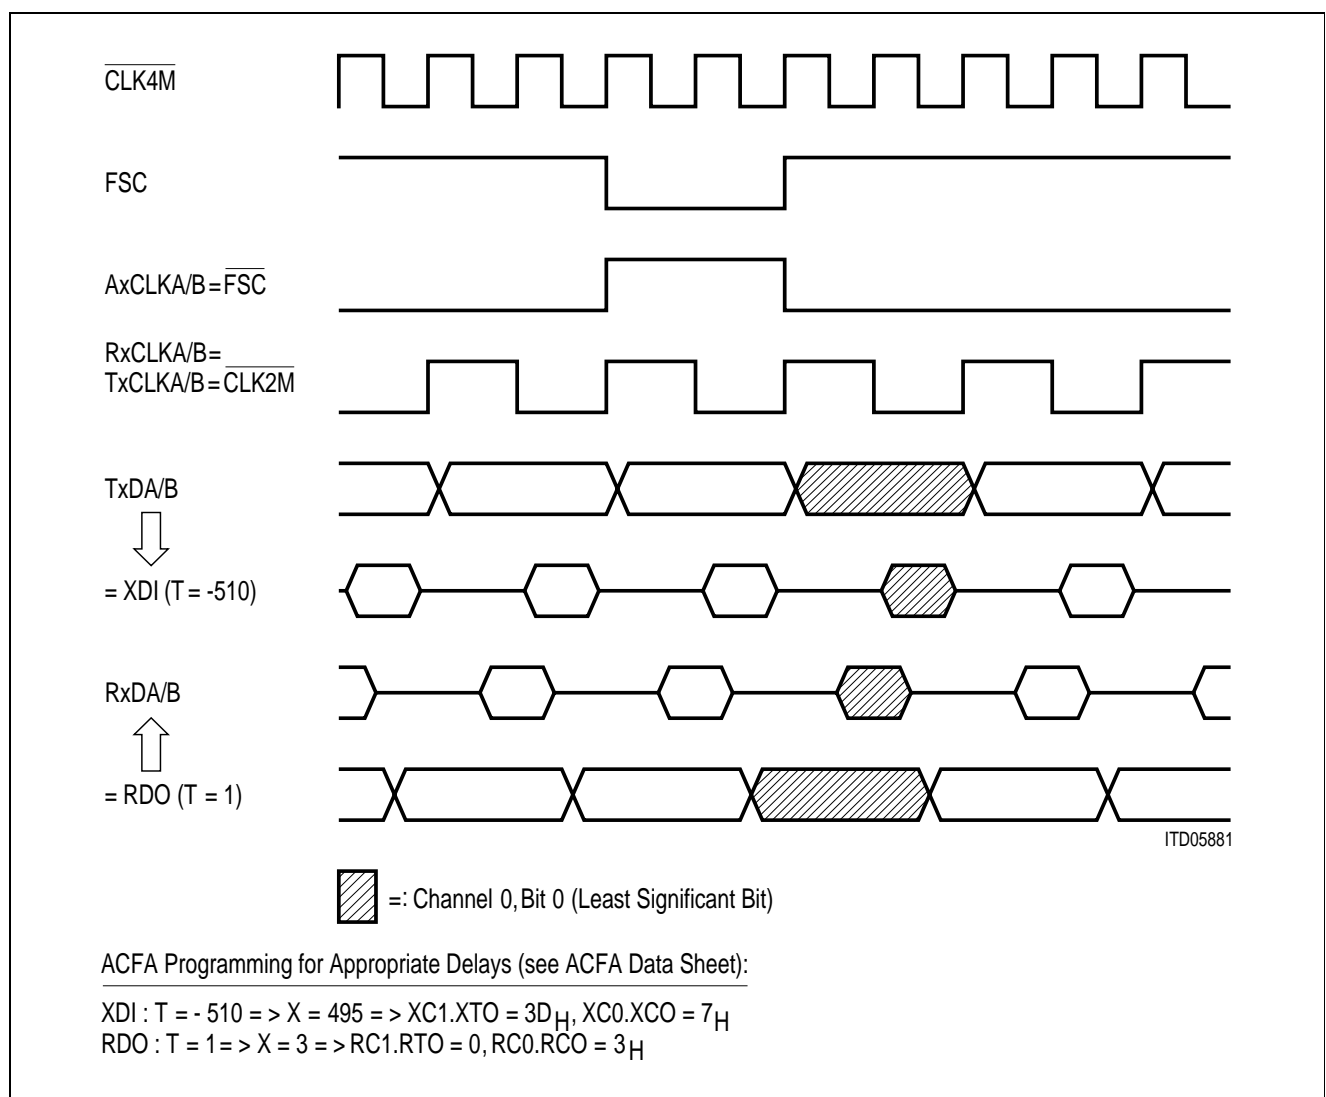 CLK4M
FSC
AxCLKA/B=FSC
RxCLKA/B=
TxCLKA/B=CLK2M
TxDA/B
= XDI (T = -510)
RxDA/B
= RDO (T = 1)
ITD05881
=: Channel 0, Bit 0 (Least Significant Bit)
ACFA Programming for Appropriate Delays (see ACFA Data Sheet):
XDI : T = - 510 = > X = 495 = > XC1.XTO = 3DH, XC0.XCO = 7H
RDO : T = 1= > X = 3 = > RC1.RTO = 0, RC0.RCO = 3H